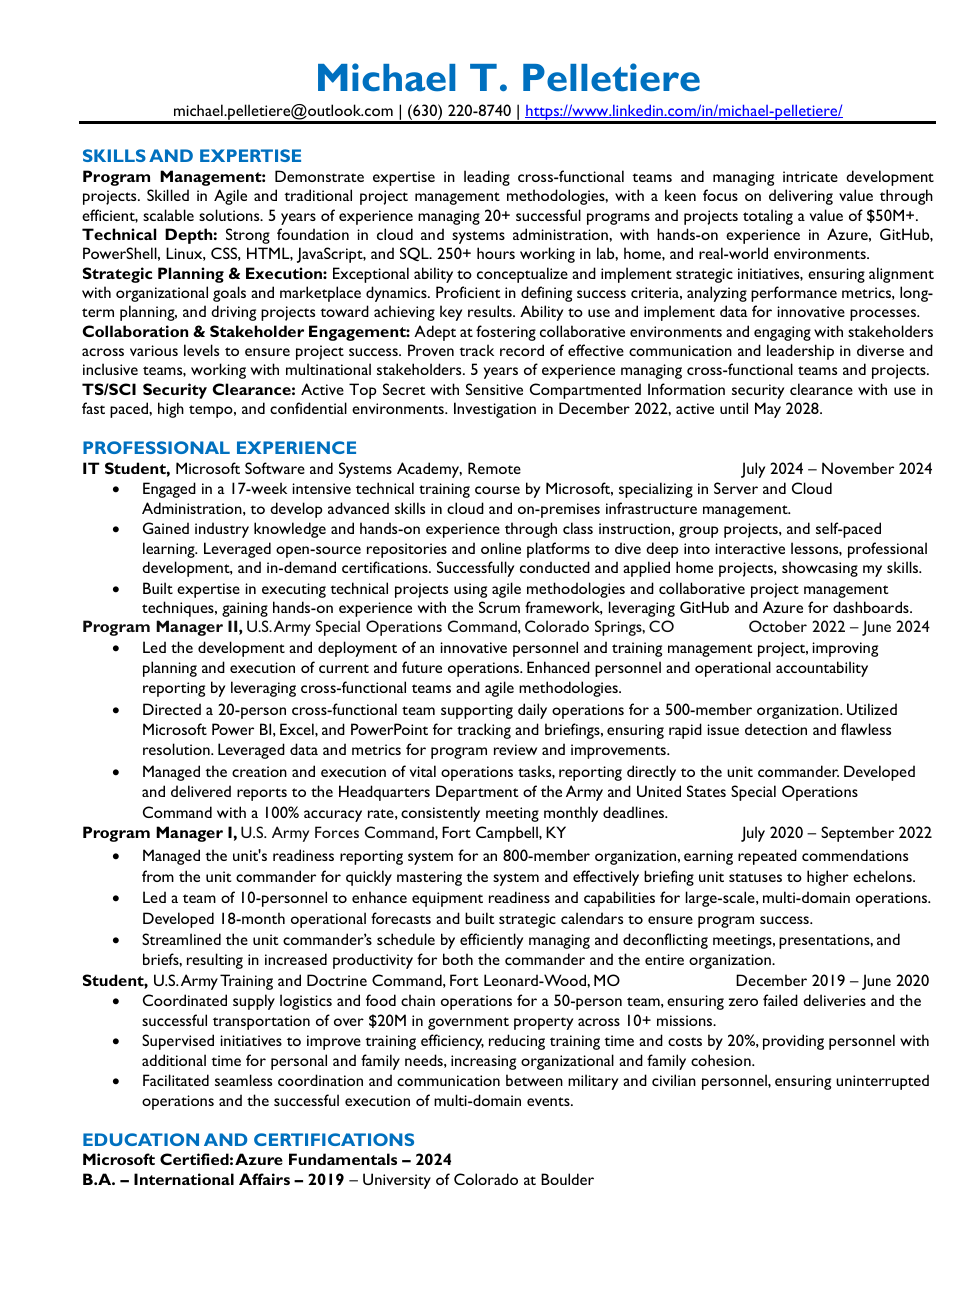 Michael T. Pelletiere
michael.pelletiere@outlook.com | (630) 220-8740 | https://www.linkedin.com/in/michael-pelletiere/
SKILLS AND EXPERTISE
Program Management: Demonstrate expertise in leading cross-functional teams and managing intricate development
projects. Skilled in Agile and traditional project management methodologies, with a keen focus on delivering value through
efficient, scalable solutions. 5 years of experience managing 20+ successful programs and projects totaling a value of $50M+.
Technical Depth: Strong foundation in cloud and systems administration, with hands-on experience in Azure, GitHub,
PowerShell, Linux, CSS, HTML, JavaScript, and SQL. 250+ hours working in lab, home, and real-world environments.
Strategic Planning & Execution: Exceptional ability to conceptualize and implement strategic initiatives, ensuring alignment
with organizational goals and marketplace dynamics. Proficient in defining success criteria, analyzing performance metrics, long-
term planning, and driving projects toward achieving key results. Ability to use and implement data for innovative processes.
Collaboration & Stakeholder Engagement: Adept at fostering collaborative environments and engaging with stakeholders
across various levels to ensure project success. Proven track record of effective communication and leadership in diverse and
inclusive teams, working with multinational stakeholders. 5 years of experience managing cross-functional teams and projects.
TS/SCI Security Clearance: Active Top Secret with Sensitive Compartmented Information security clearance with use in
fast paced, high tempo, and confidential environments. Investigation in December 2022, active until May 2028.
PROFESSIONAL EXPERIENCE
IT Student, Microsoft Software and Systems Academy, Remote July 2024 – November 2024
• Engaged in a 17-week intensive technical training course by Microsoft, specializing in Server and Cloud
Administration, to develop advanced skills in cloud and on-premises infrastructure management.
• Gained industry knowledge and hands-on experience through class instruction, group projects, and self-paced
learning. Leveraged open-source repositories and online platforms to dive deep into interactive lessons, professional
development, and in-demand certifications. Successfully conducted and applied home projects, showcasing my skills.
• Built expertise in executing technical projects using agile methodologies and collaborative project management
techniques, gaining hands-on experience with the Scrum framework, leveraging GitHub and Azure for dashboards.
Program Manager II, U.S. Army Special Operations Command, Colorado Springs, CO October 2022 – June 2024
• Led the development and deployment of an innovative personnel and training management project, improving
planning and execution of current and future operations. Enhanced personnel and operational accountability
reporting by leveraging cross-functional teams and agile methodologies.
• Directed a 20-person cross-functional team supporting daily operations for a 500-member organization. Utilized
Microsoft Power BI, Excel, and PowerPoint for tracking and briefings, ensuring rapid issue detection and flawless
resolution. Leveraged data and metrics for program review and improvements.
• Managed the creation and execution of vital operations tasks, reporting directly to the unit commander. Developed
and delivered reports to the Headquarters Department of the Army and United States Special Operations
Command with a 100% accuracy rate, consistently meeting monthly deadlines.
Program Manager I, U.S. Army Forces Command, Fort Campbell, KY July 2020 – September 2022
• Managed the unit's readiness reporting system for an 800-member organization, earning repeated commendations
from the unit commander for quickly mastering the system and effectively briefing unit statuses to higher echelons.
• Led a team of 10-personnel to enhance equipment readiness and capabilities for large-scale, multi-domain operations.
Developed 18-month operational forecasts and built strategic calendars to ensure program success.
• Streamlined the unit commander’s schedule by efficiently managing and deconflicting meetings, presentations, and
briefs, resulting in increased productivity for both the commander and the entire organization.
Student, U.S. Army Training and Doctrine Command, Fort Leonard-Wood, MO December 2019 – June 2020
• Coordinated supply logistics and food chain operations for a 50-person team, ensuring zero failed deliveries and the
successful transportation of over $20M in government property across 10+ missions.
• Supervised initiatives to improve training efficiency, reducing training time and costs by 20%, providing personnel with
additional time for personal and family needs, increasing organizational and family cohesion.
• Facilitated seamless coordination and communication between military and civilian personnel, ensuring uninterrupted
operations and the successful execution of multi-domain events.
EDUCATION AND CERTIFICATIONS
Microsoft Certified: Azure Fundamentals – 2024
B.A. – International Affairs – 2019 – University of Colorado at Boulder